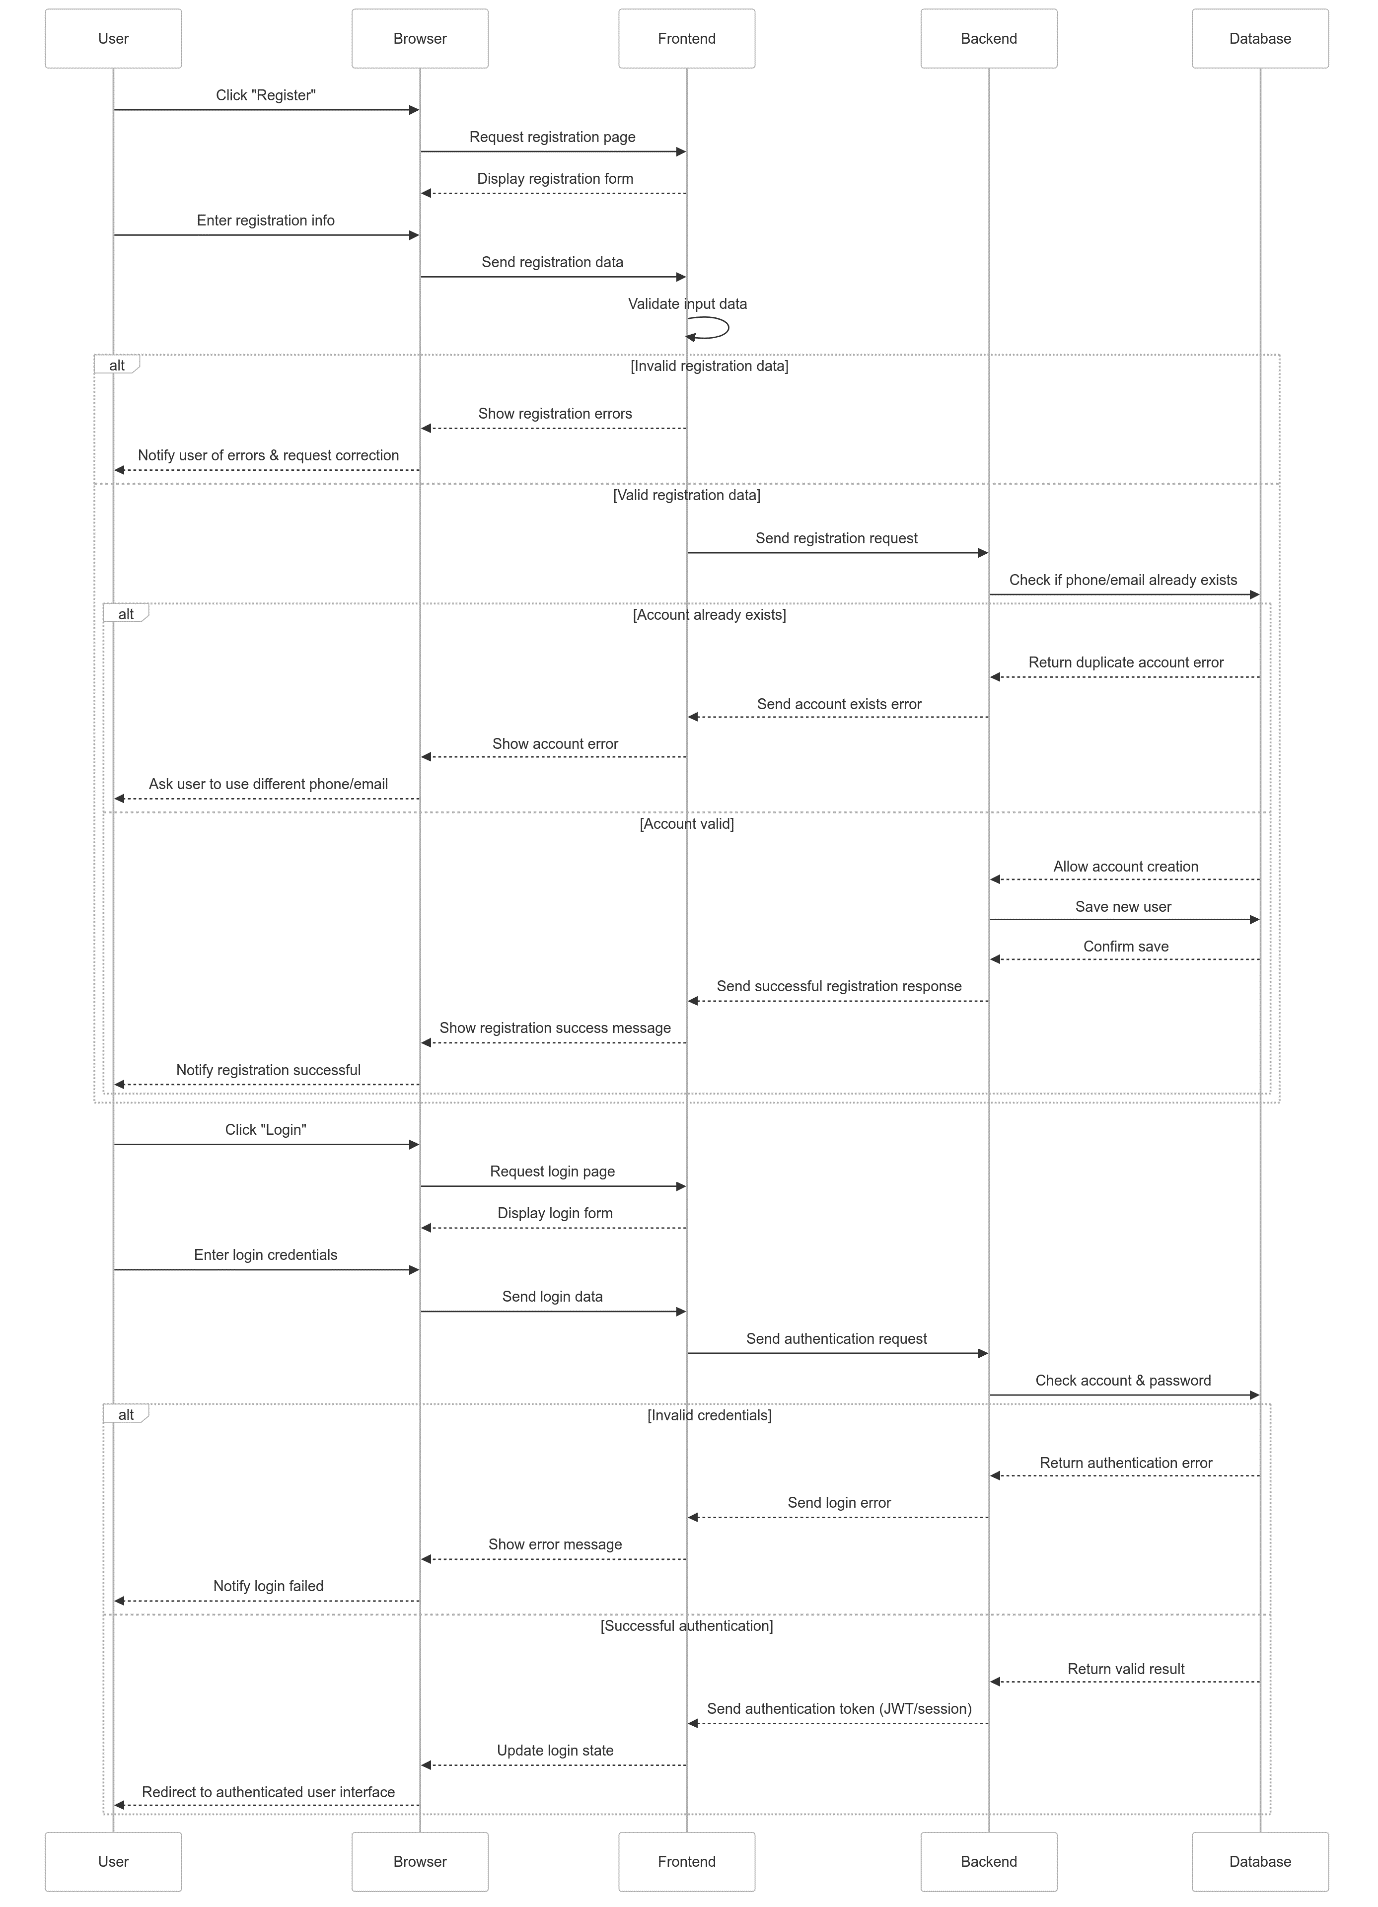 User
Browser
Frontend
Backend
Database
Click "Register"
Request registration page
Display registration form
Enter registration info
Send registration data
Validate input data
alt
[Invalid registration data]
Show registration errors
Notify user of errors & request correction
[Valid registration data]
Send registration request
Check if phone/email already exists
alt
[Account already exists]
Return duplicate account error
Send account exists error
Show account error
Ask user to use different phone/email
[Account valid]
Allow account creation
Save new user
Confirm save
Send successful registration response
Show registration success message
Notify registration successful
Click "Login"
Request login page
Display login form
Enter login credentials
Send login data
Send authentication request
Check account & password
alt
[Invalid credentials]
Return authentication error
Send login error
Show error message
Notify login failed
[Successful authentication]
Return valid result
Send authentication token (JWT/session)
Update login state
Redirect to authenticated user interface
User
Browser
Frontend
Backend
Database